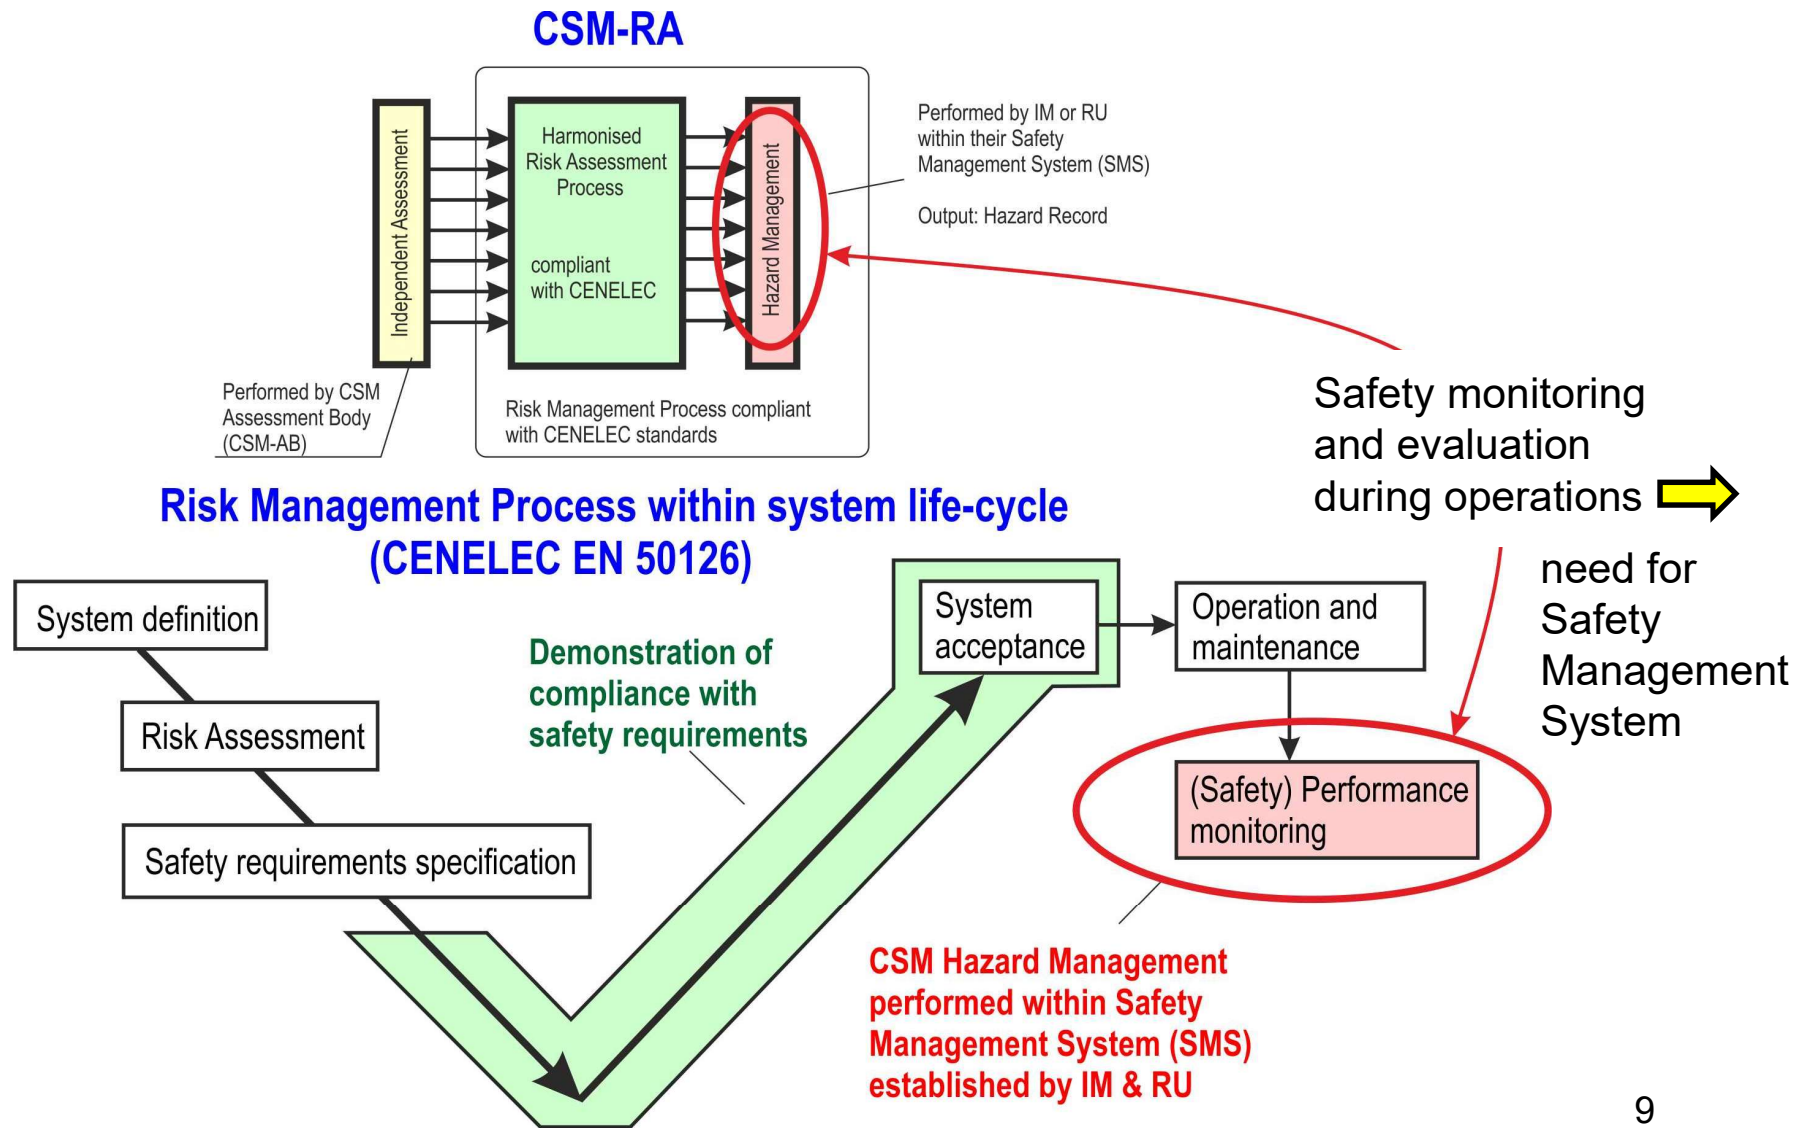 CSM-RA
Independent Assessment
Harmonised
Risk Assessment
Process
compliant
with CENELEC
Hazard Management
Performed by IM or RU
within their Safety
Management System (SMS)
Output: Hazard Record
Performed by CSM
Assessment Body
(CSM-AB)
Risk Management Process compliant
with CENELEC standards
Safety monitoring
and evaluation
during operations
need for
Safety
Management
System
Risk Management Process within system life-cycle
(CENELEC EN 50126)
System definition
Risk Assessment
Safety requirements specification
Demonstration of
compliance with
safety requirements
System
acceptance
Operation and
maintenance
(Safety) Performance
monitoring
CSM Hazard Management
performed within Safety
Management System (SMS)
established by IM & RU
9